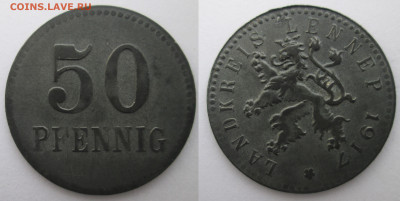 COINS.LAVE.RU
50
PFENNIG
LANDKREIS LENNEP 1917